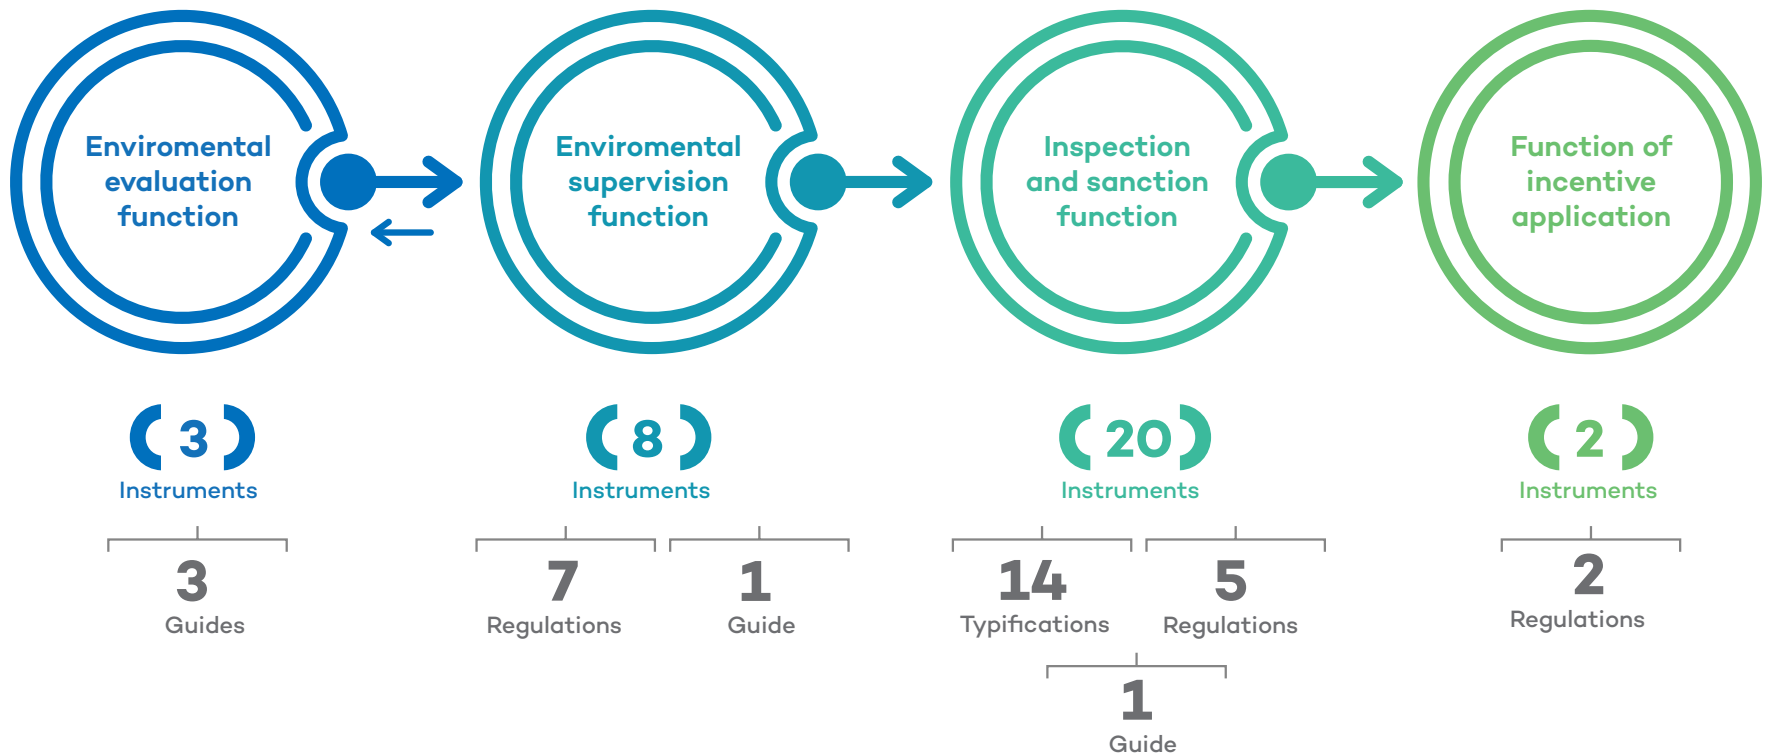 Enviromental
evaluation
function
Enviromental
supervision
function
Inspection
and sanction
function
Function of
incentive
application
3
Instruments
8
Instruments
20
Instruments
2
Instruments
3
Guides
7
Regulations
1
Guide
14
Typifications
5
Regulations
1
Guide
2
Regulations